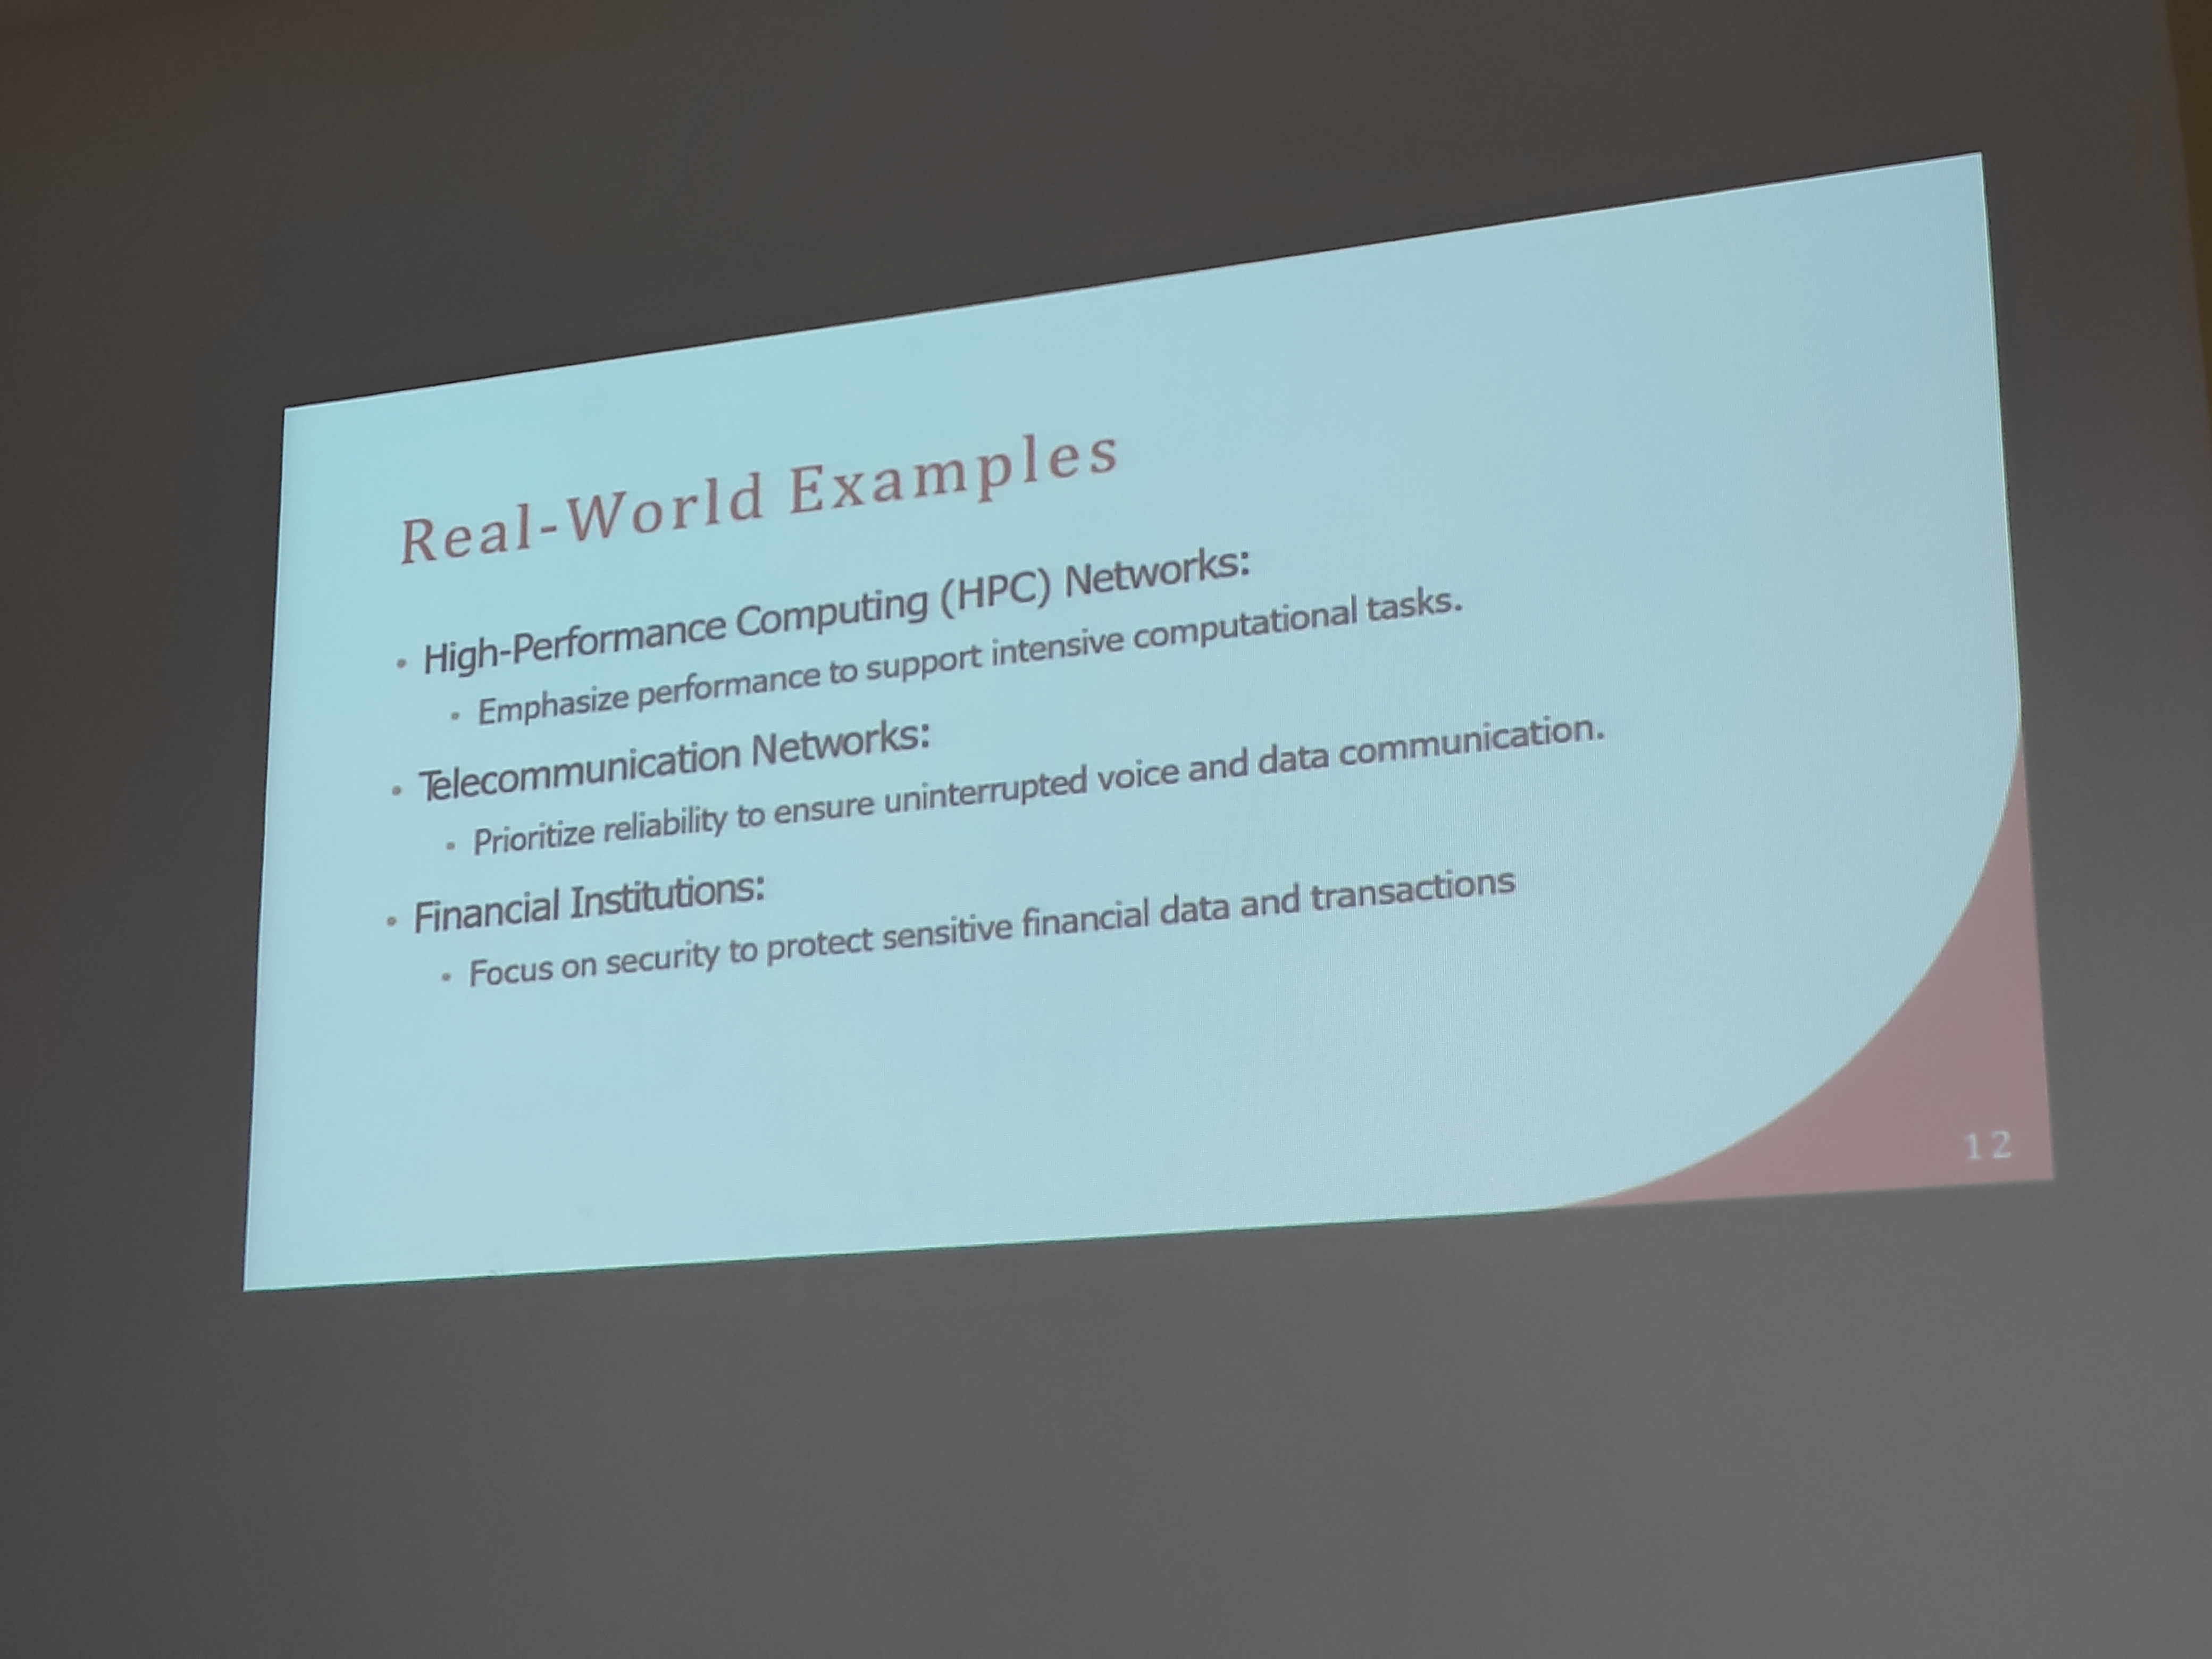 Real-World Examples
• High-Performance Computing (HPC) Networks:
• Emphasize performance to support intensive computational tasks.
• Telecommunication Networks:
• Prioritize reliability to ensure uninterrupted voice and data communication.
• Financial Institutions:
• Focus on security to protect sensitive financial data and transactions
12